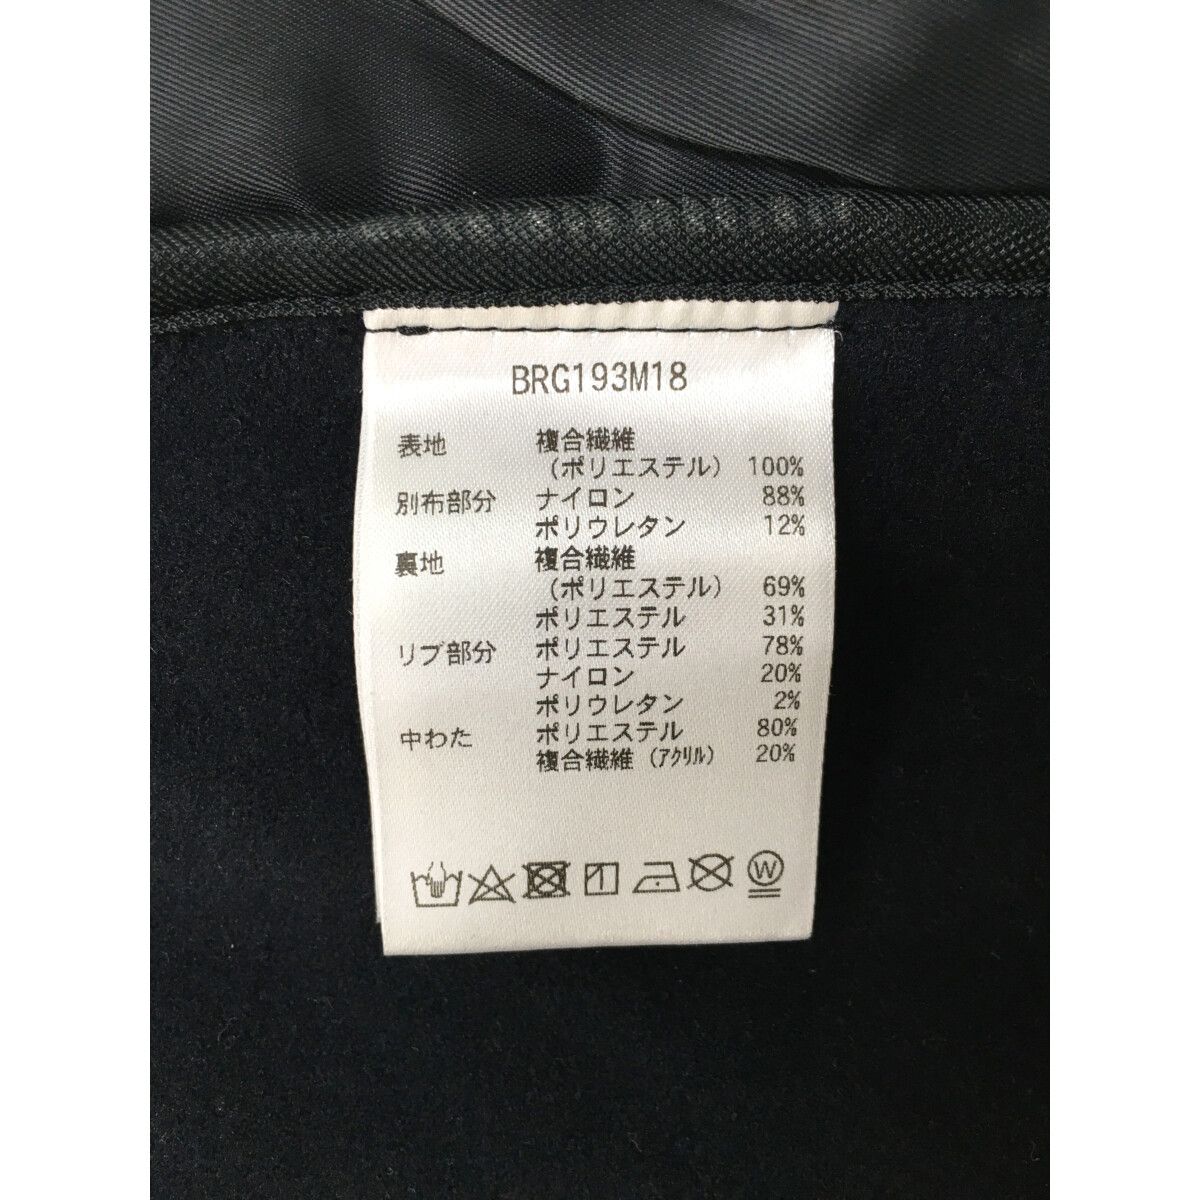 BRG193M18
表地 複合繊維
(ポリエステル) 100%
別布部分 ナイロン 88%
ポリウレタン 12%
裏地 複合繊維
(ポリエステル) 69%
ポリエステル 31%
リブ部分 ポリエステル 78%
ナイロン 20%
ポリウレタン 2%
中わた ポリエステル 80%
複合繊維 (ｱｸﾘﾙ) 20%
W